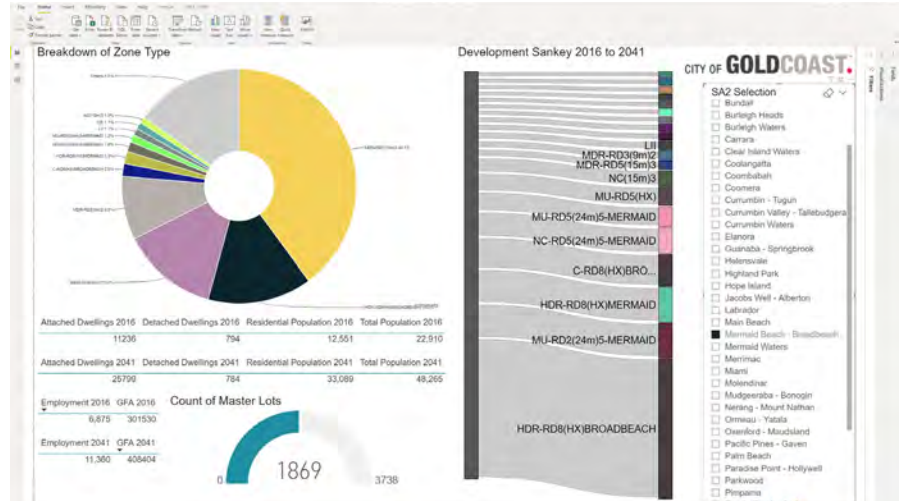 Breakdown of Zone Type
Development Sankey 2016 to 2041
CITY OF GOLDCOAST.
LII
MDR-RD3(9m)2
MDR-RD5(15m)3
NC(15m)3
MU-RD5(HX)
MU-RD5(24m)5-MERMAID
NC-RD5(24m)5-MERMAID
C-RD8(HX)BRO...
HDR-RD8(HX)MERMAID
MU-RD2(24m)5-MERMAID
HDR-RD8(HX)BROADBEACH
Attached Dwellings 2016 Detached Dwellings 2016 Residential Population 2016 Total Population 2016
11236 794 12,551 22,910
Attached Dwellings 2041 Detached Dwellings 2041 Residential Population 2041 Total Population 2041
25799 784 33,089 48,265
Employment 2016 GFA 2016
6,875 301530
Employment 2041 GFA 2041
11,360 408404
Count of Master Lots
0 1869 3738
SA2 Selection
Bundall
Burleigh Heads
Burleigh Waters
Carrara
Clear Island Waters
Coolangatta
Coombabah
Coomera
Currumbin - Tugun
Currumbin Valley - Tallebudgera
Currumbin Waters
Elanora
Guanaba - Springbrook
Helensvale
Highland Park
Hope Island
Jacobs Well - Alberton
Labrador
Main Beach
Mermaid Beach - Broadbeach
Mermaid Waters
Merrimac
Miami
Molendinar
Mudgeeraba - Bonogin
Nerang - Mount Nathan
Ormeau - Yatala
Oxenford - Maudsland
Pacific Pines - Gaven
Palm Beach
Paradise Point - Hollywell
Parkwood
Pimpama
Filters
Visualizations
Fields